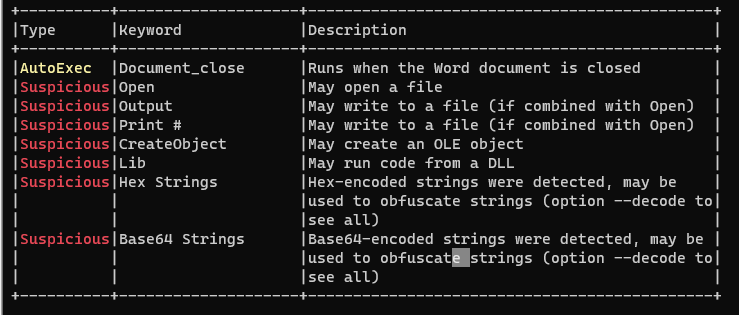 +----------+--------------------+---------------------------------------------+
|Type      |Keyword             |Description                                  |
+----------+--------------------+---------------------------------------------+
|AutoExec  |Document_close      |Runs when the Word document is closed        |
|Suspicious|Open                |May open a file                              |
|Suspicious|Output              |May write to a file (if combined with Open)  |
|Suspicious|Print #             |May write to a file (if combined with Open)  |
|Suspicious|CreateObject        |May create an OLE object                     |
|Suspicious|Lib                 |May run code from a DLL                      |
|Suspicious|Hex Strings         |Hex-encoded strings were detected, may be    |
|          |                    |used to obfuscate strings (option --decode to|
|          |                    |see all)                                     |
|Suspicious|Base64 Strings      |Base64-encoded strings were detected, may be |
|          |                    |used to obfuscate strings (option --decode to|
|          |                    |see all)                                     |
+----------+--------------------+---------------------------------------------+